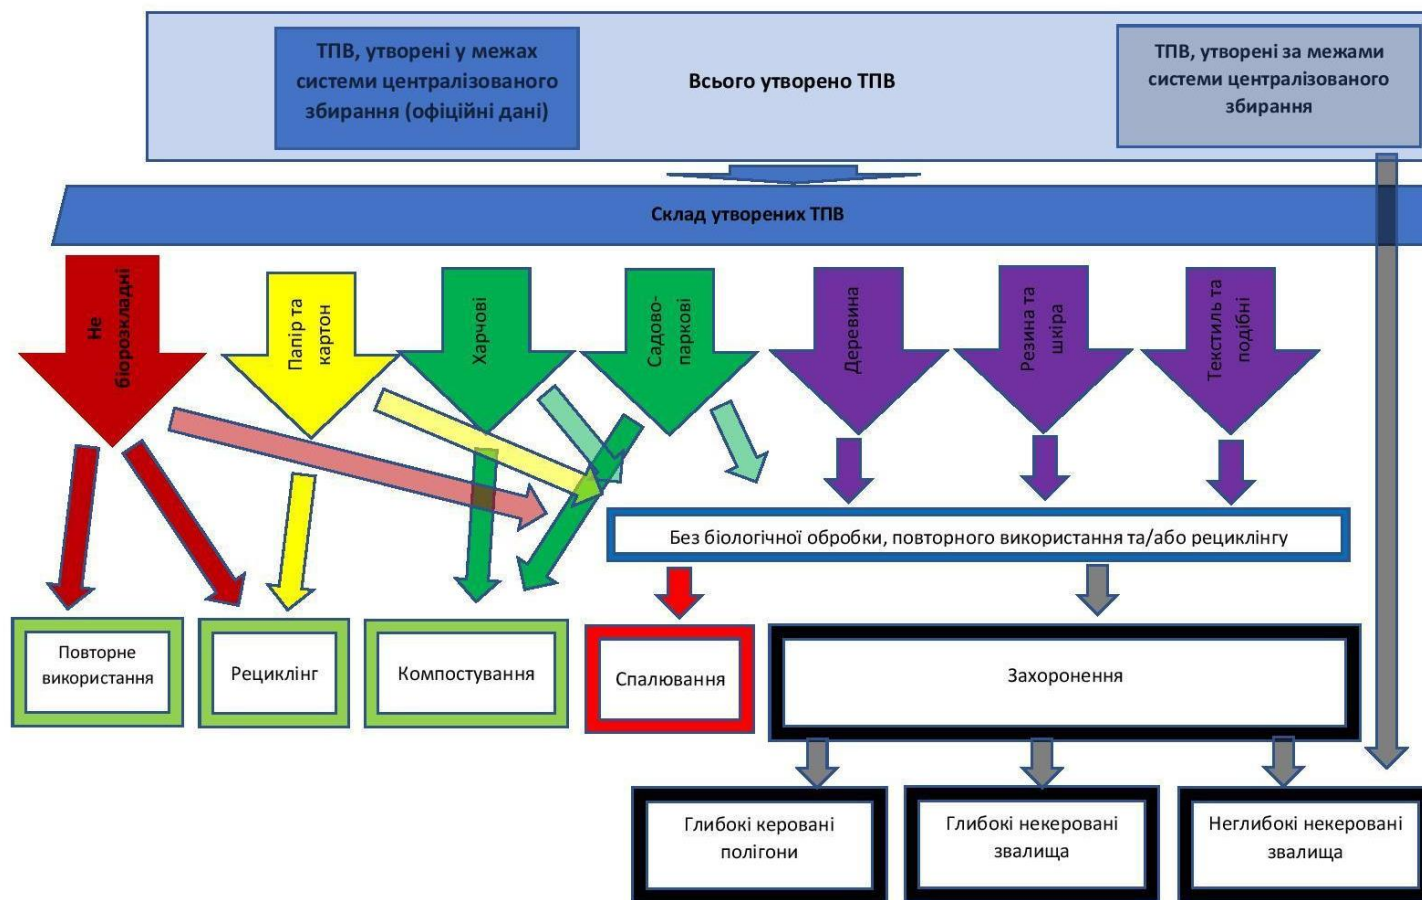 ТПВ, утворені у межах
системи централізованого
збирання (офіційні дані)
Всього утворено ТПВ
ТПВ, утворені за межами
системи централізованого
збирання
Склад утворених ТПВ
Не
біорозкладні
Папір та
картон
Харчові
Садово-
паркові
Деревина
Резина та
шкіра
Текстиль та
подібні
Без біологічної обробки, повторного використання та/або рециклінгу
Повторне
використання
Рециклінг
Компостування
Спалювання
Захоронення
Глибокі керовані
полігони
Глибокі некеровані
звалища
Неглибокі некеровані
звалища